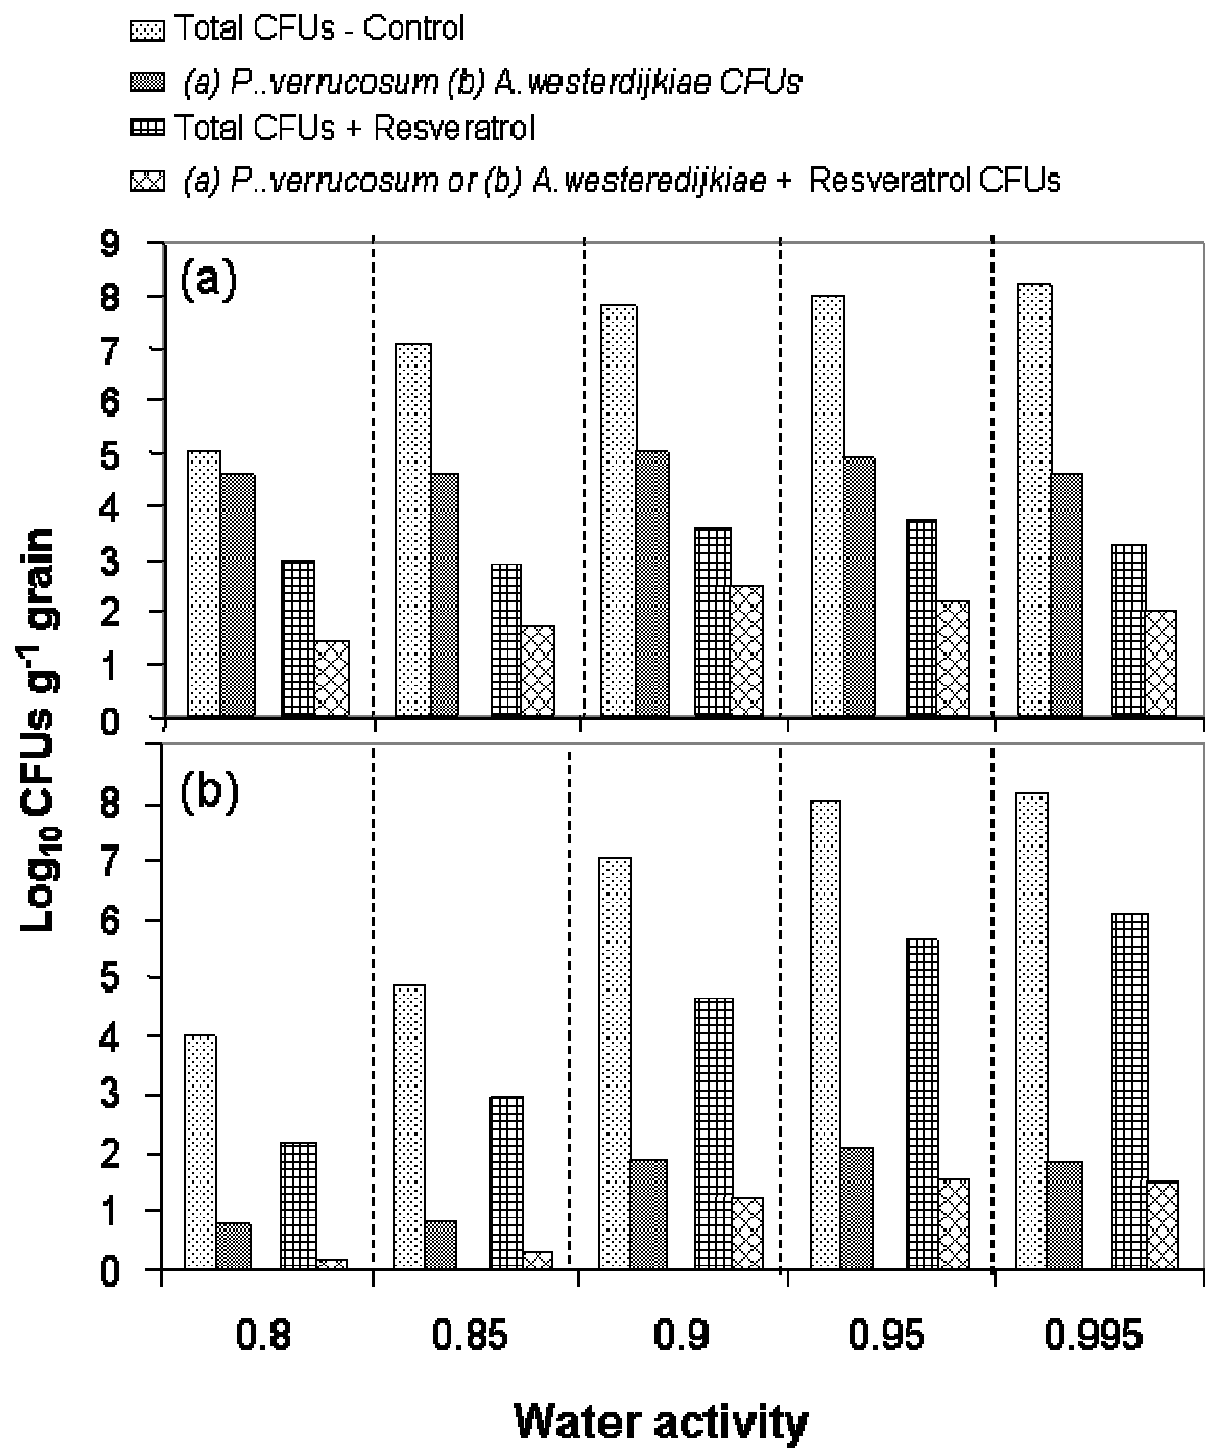 Total CFUs - Control
(a) P..verrucosum (b) A.westerdijkiae CFUs
Total CFUs + Resveratrol
(a) P..verrucosum or (b) A.westeredijkiae + Resveratrol CFUs
Log10 CFUs g-1 grain
(a)
9
8
7
6
5
4
3
2
1
0
(b)
8
7
6
5
4
3
2
1
0
0.8 0.85 0.9 0.95 0.995
Water activity